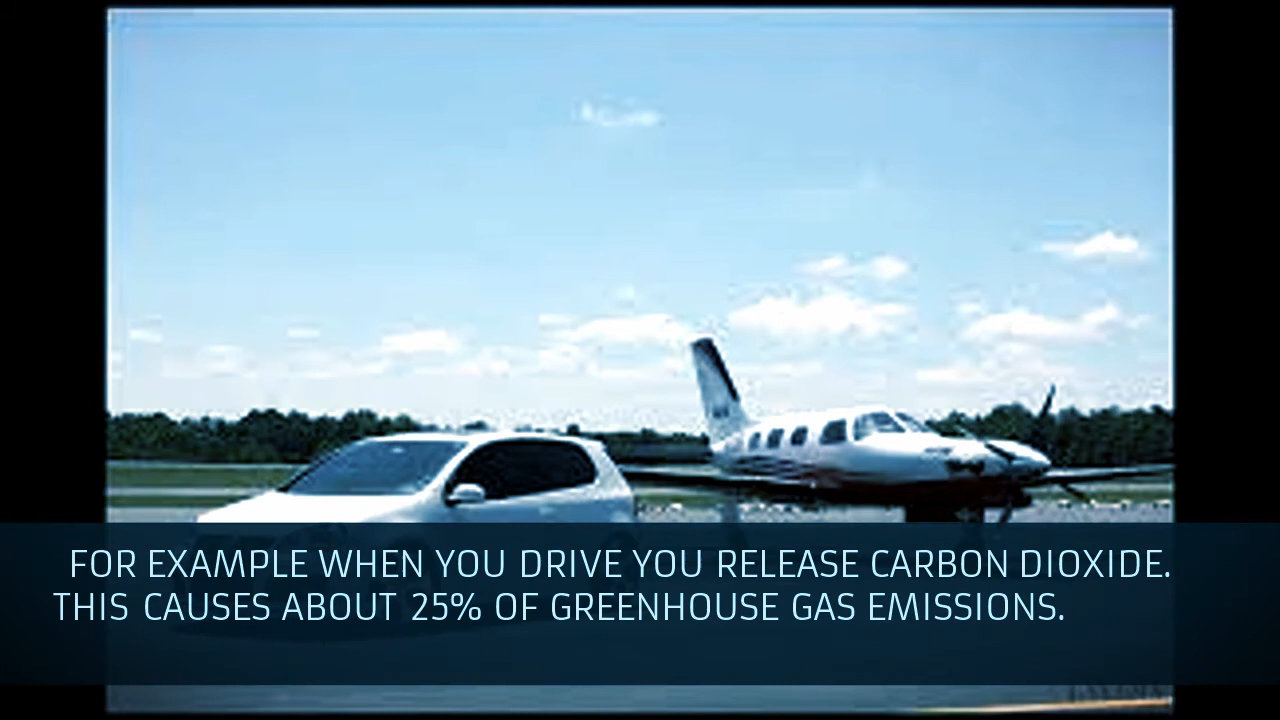 FOR EXAMPLE WHEN YOU DRIVE YOU RELEASE CARBON DIOXIDE.
THIS CAUSES ABOUT 25% OF GREENHOUSE GAS EMISSIONS.